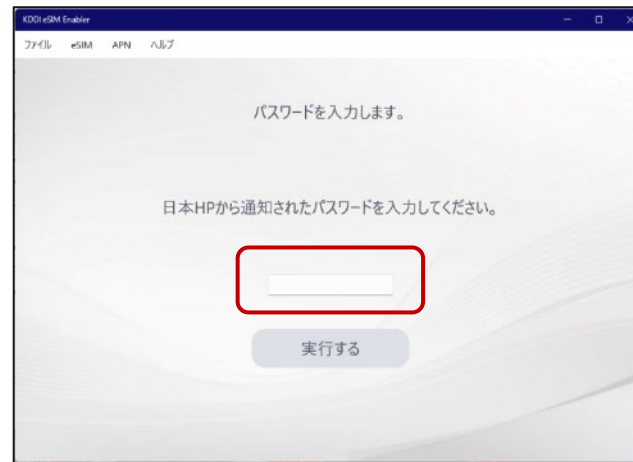 KDDI eSIM Enabler
ファイル eSIM APN ヘルプ
パスワードを入力します。
日本HPから通知されたパスワードを入力してください。
実行する